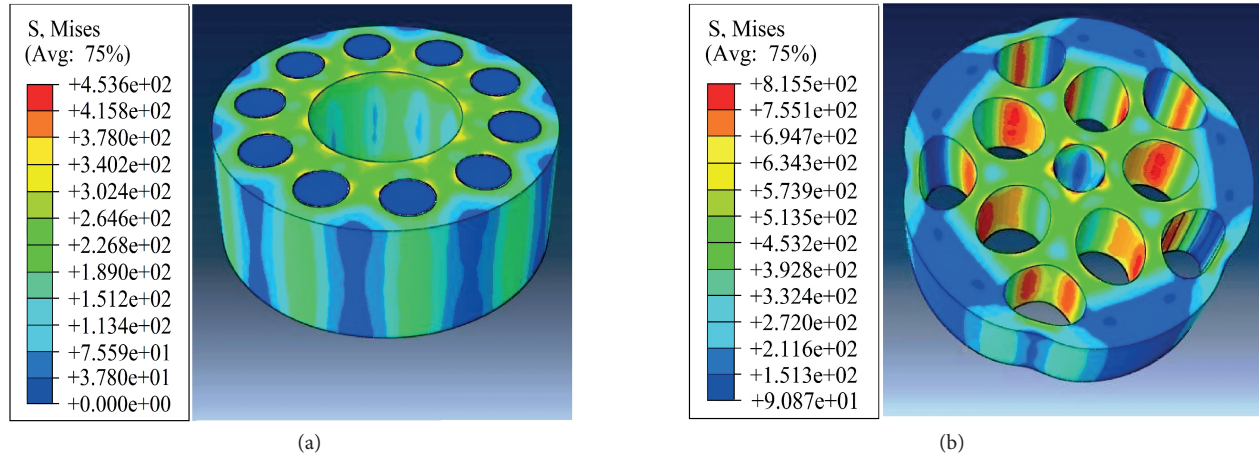 S, Mises
(Avg: 75%)
+4.536e+02
+4.158e+02
+3.780e+02
+3.402e+02
+3.024e+02
+2.646e+02
+2.268e+02
+1.890e+02
+1.512e+02
+1.134e+02
+7.559e+01
+3.780e+01
+0.000e+00
(a)
S, Mises
(Avg: 75%)
+8.155e+02
+7.551e+02
+6.947e+02
+6.343e+02
+5.739e+02
+5.135e+02
+4.532e+02
+3.928e+02
+3.324e+02
+2.720e+02
+2.116e+02
+1.513e+02
+9.087e+01
(b)